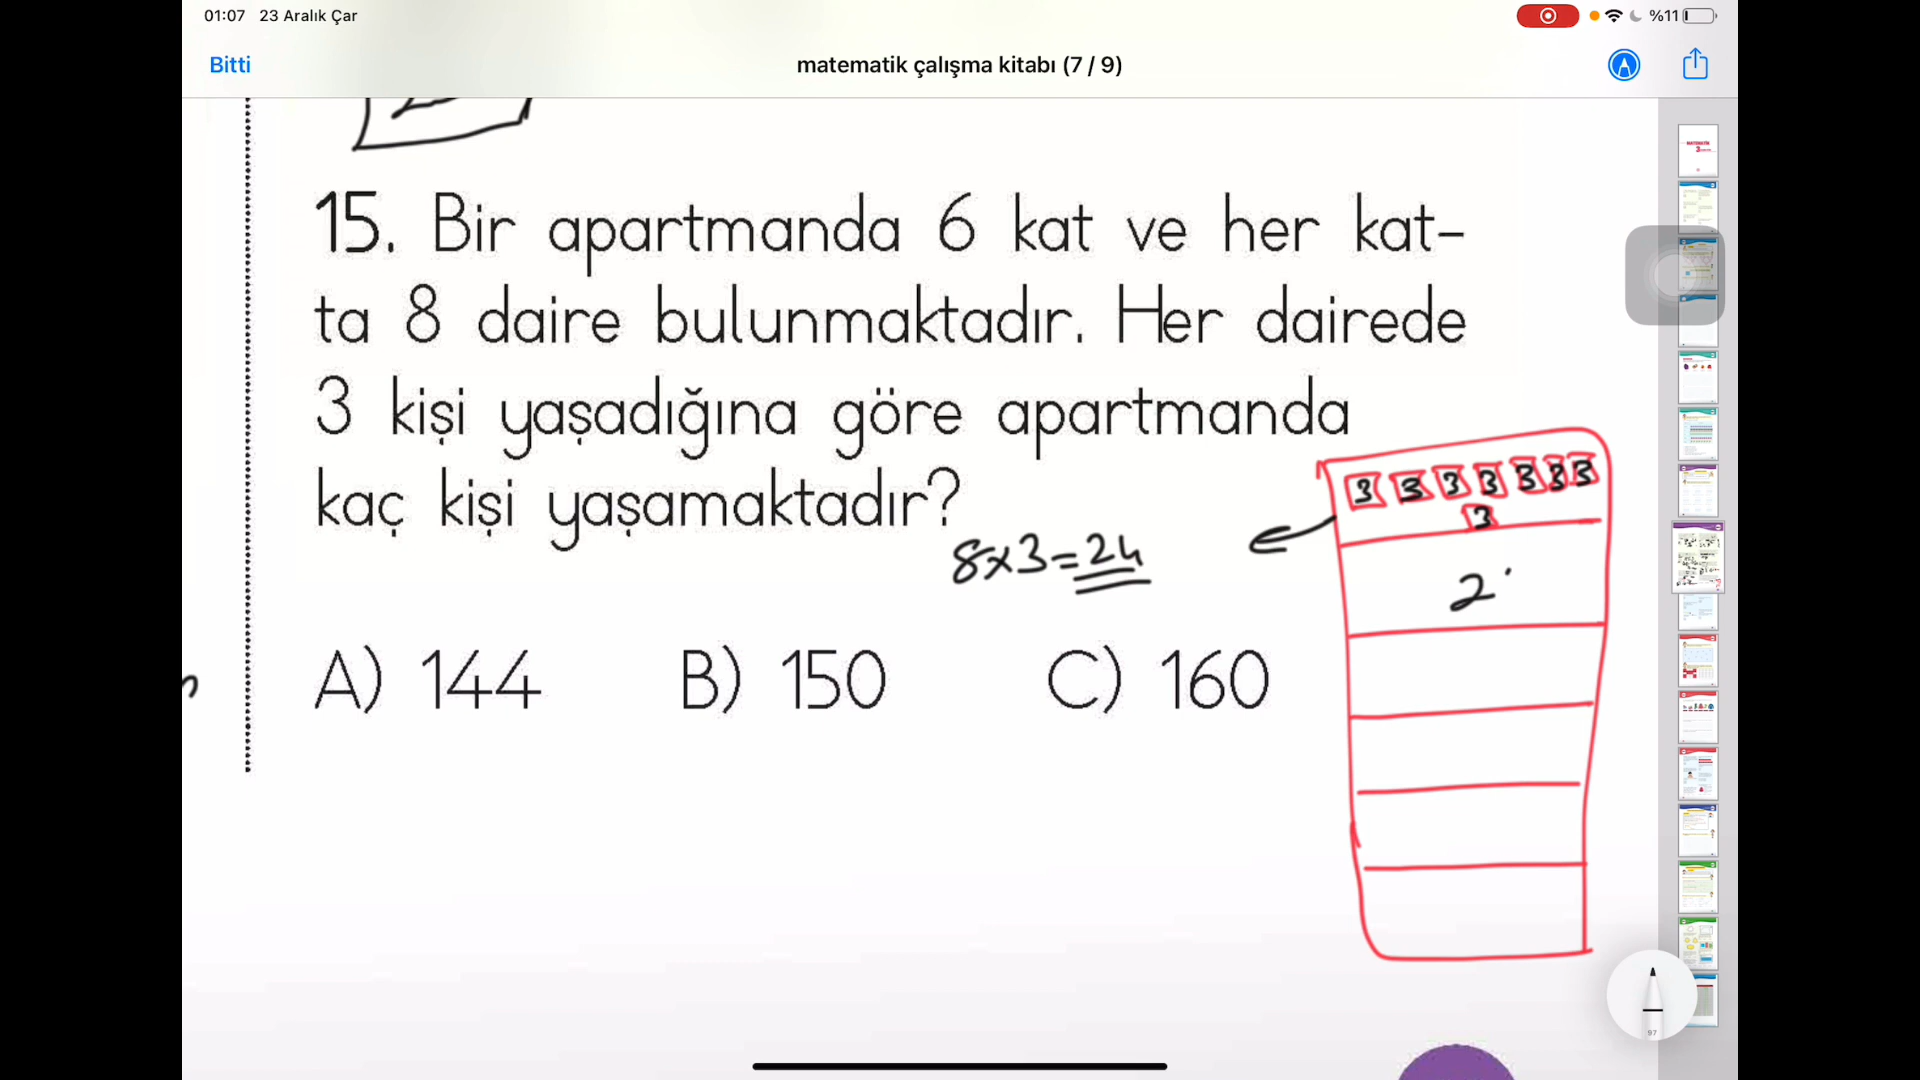 01:07 23 Aralık Çar
%11
Bitti
matematik çalışma kitabı (7 / 9)
15. Bir apartmanda 6 kat ve her kat-
ta 8 daire bulunmaktadır. Her dairede
3 kişi yaşadığına göre apartmanda
kaç kişi yaşamaktadır?
3 3 3 3 3 3 3
3
8x3=24
2
A) 144 B) 150 C) 160
97